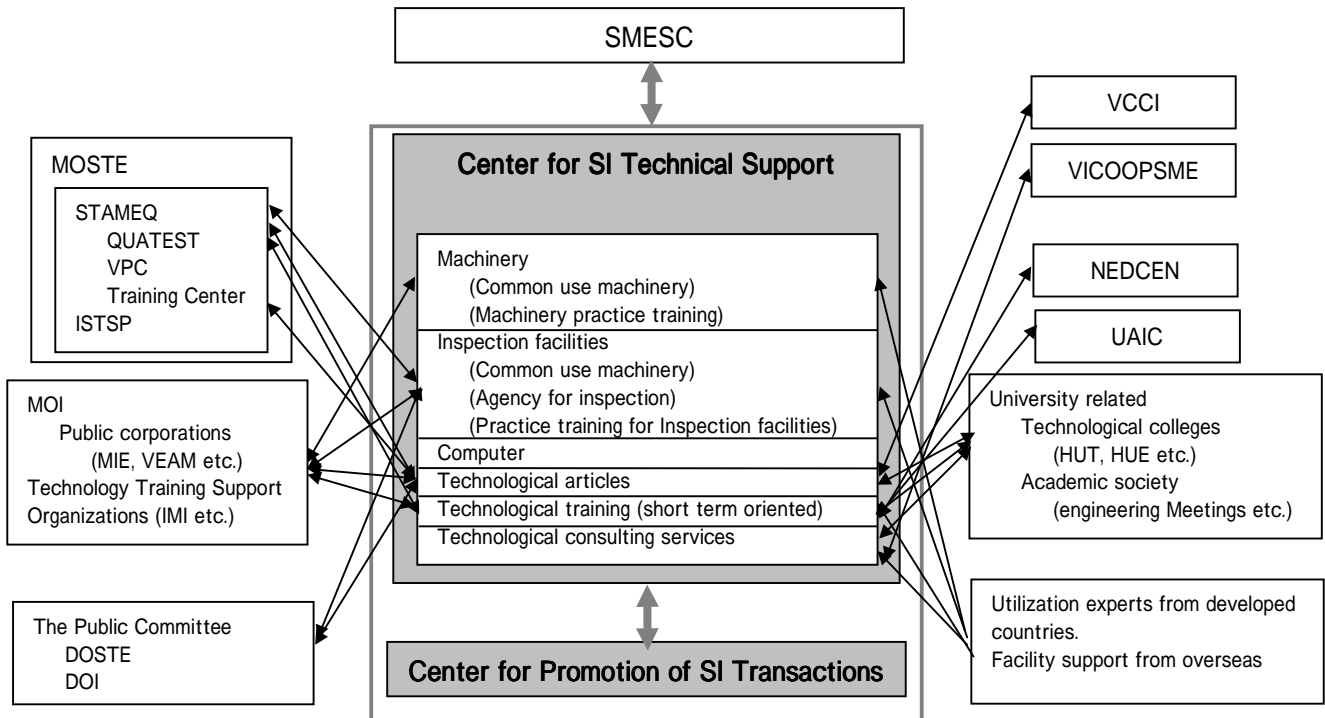 SMESC
MOSTE
STAMEQ
QUATEST
VPC
Training Center
ISTSP
MOI
Public corporations
(MIE, VEAM etc.)
Technology Training Support
Organizations (IMI etc.)
The Public Committee
DOSTE
DOI
Center for SI Technical Support
Machinery
(Common use machinery)
(Machinery practice training)
Inspection facilities
(Common use machinery)
(Agency for inspection)
(Practice training for Inspection facilities)
Computer
Technological articles
Technological training (short term oriented)
Technological consulting services
Center for Promotion of SI Transactions
VCCI
VICOOPSME
NEDCEN
UAIC
University related
Technological colleges
(HUT, HUE etc.)
Academic society
(engineering Meetings etc.)
Utilization experts from developed
countries.
Facility support from overseas